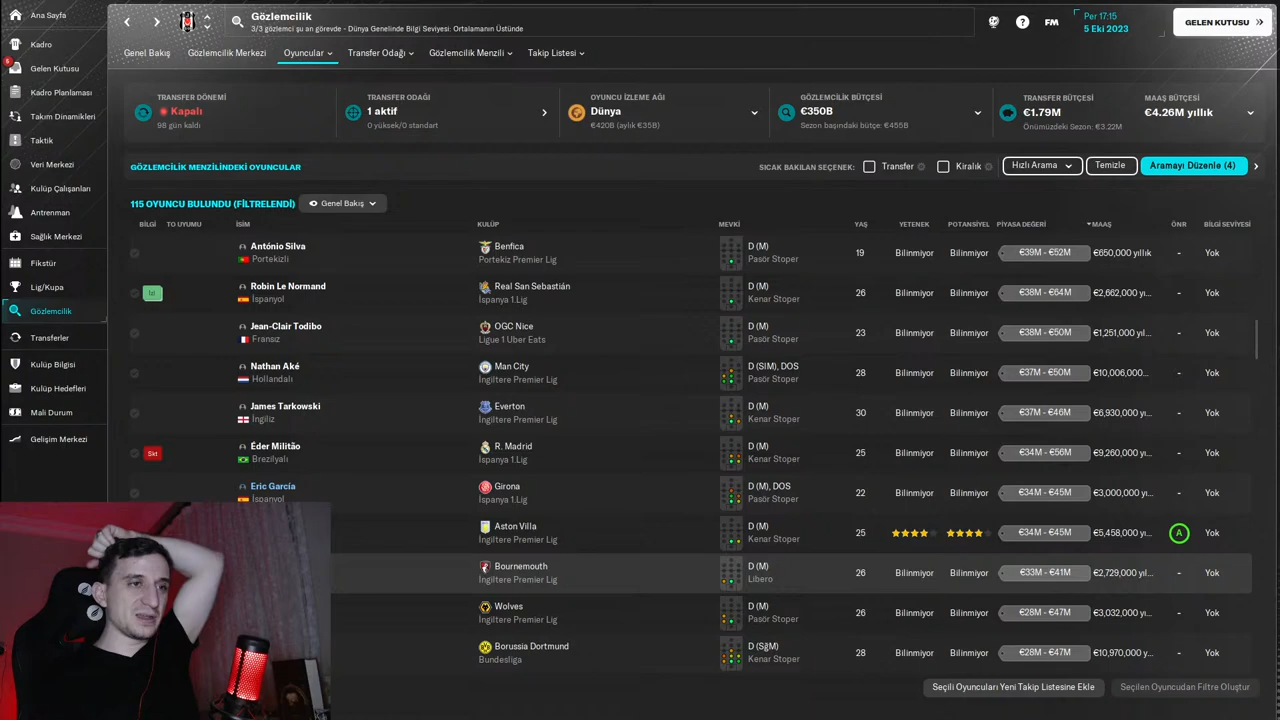 Ana Sayfa
Kadro
5
Gelen Kutusu
Kadro Planlaması
Takım Dinamikleri
Taktik
Veri Merkezi
Kulüp Çalışanları
Antrenman
Sağlık Merkezi
Fikstür
Lig/Kupa
Gözlemcilik
Transferler
Kulüp Bilgisi
Kulüp Hedefleri
Mali Durum
Gelişim Merkezi
Gözlemcilik
3/3 gözlemci şu an görevde - Dünya Genelinde Bilgi Seviyesi: Ortalamanın Üstünde
FM
Per 17:15
5 Eki 2023
GELEN KUTUSU
Genel Bakış
Gözlemcilik Merkezi
Oyuncular
Transfer Odağı
Gözlemcilik Menzili
Takip Listesi
TRANSFER DÖNEMİ
Kapalı
98 gün kaldı
TRANSFER ODAĞI
1 aktif
0 yüksek/0 standart
OYUNCU İZLEME AĞI
Dünya
€420B (aylık €35B)
GÖZLEMCİLİK BÜTÇESİ
€350B
Sezon başındaki bütçe: €455B
TRANSFER BÜTÇESİ
€1.79M
Önümüzdeki Sezon: €3.22M
MAAŞ BÜTÇESİ
€4.26M yıllık
GÖZLEMCİLİK MENZİLİNDEKİ OYUNCULAR
SICAK BAKILAN SEÇENEK:
Transfer
Kiralık
Hızlı Arama
Temizle
Aramayı Düzenle (4)
115 OYUNCU BULUNDU (FİLTRELENDİ)
Genel Bakış
BİLGİ TO UYUMU İSİM KULÜP MEVKİ YAŞ YETENEK POTANSİYEL PİYASA DEĞERİ MAAŞ ÖNR BİLGİ SEVİYESİ
António Silva Benfica D (M) 19 Bilinmiyor Bilinmiyor €39M - €52M €650,000 yıllık - Yok
Portekizli Portekiz Premier Lig Pasör Stoper
İzl Robin Le Normand Real San Sebastián D (M) 26 Bilinmiyor Bilinmiyor €38M - €64M €2,662,000 yıl... - Yok
İspanyol İspanya 1.Lig Kenar Stoper
Jean-Clair Todibo OGC Nice D (M) 23 Bilinmiyor Bilinmiyor €38M - €50M €1,251,000 yıl... - Yok
Fransız Ligue 1 Uber Eats Pasör Stoper
Nathan Aké Man City D (SIM), DOS 28 Bilinmiyor Bilinmiyor €37M - €50M €10,006,000... - Yok
Hollandalı İngiltere Premier Lig Pasör Stoper
James Tarkowski Everton D (M) 30 Bilinmiyor Bilinmiyor €37M - €46M €6,930,000 yı... - Yok
İngiliz İngiltere Premier Lig Kenar Stoper
Skt Éder Militão R. Madrid D (M) 25 Bilinmiyor Bilinmiyor €34M - €56M €9,260,000 yı... - Yok
Brezilyalı İspanya 1.Lig Kenar Stoper
Eric García Girona D (M), DOS 22 Bilinmiyor Bilinmiyor €34M - €45M €3,000,000 yı... - Yok
İspanyol İspanya 1.Lig Kenar Stoper
Aston Villa D (M) 25 €34M - €45M €5,458,000 yı... A Yok
İngiltere Premier Lig Kenar Stoper
Bournemouth D (M) 26 Bilinmiyor Bilinmiyor €33M - €41M €2,729,000 yıl... - Yok
İngiltere Premier Lig Libero
Wolves D (M) 26 Bilinmiyor Bilinmiyor €28M - €47M €3,032,000 yı... - Yok
İngiltere Premier Lig Pasör Stoper
Borussia Dortmund D (SğM) 28 Bilinmiyor Bilinmiyor €28M - €47M €10,970,000 yı... - Yok
Bundesliga Kenar Stoper
Seçili Oyuncuları Yeni Takip Listesine Ekle
Seçilen Oyuncudan Filtre Oluştur